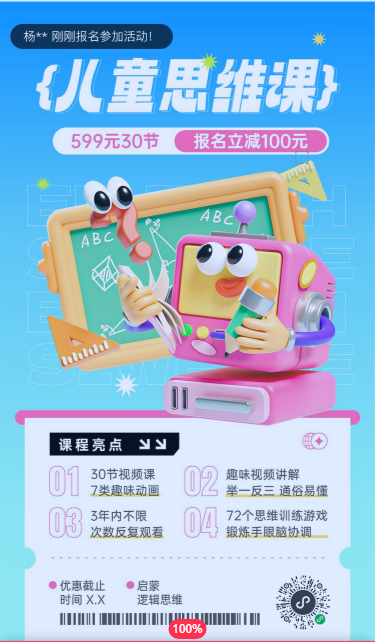 杨** 刚刚报名参加活动！
{儿童思维课}
599元30节 报名立减100元
ABC
ABC
课程亮点
01 30节视频课
7类趣味动画
02 趣味视频讲解
举一反三 通俗易懂
03 3年内不限
次数反复观看
04 72个思维训练游戏
锻炼手眼脑协调
优惠截止
时间 X.X
启蒙
逻辑思维
100%